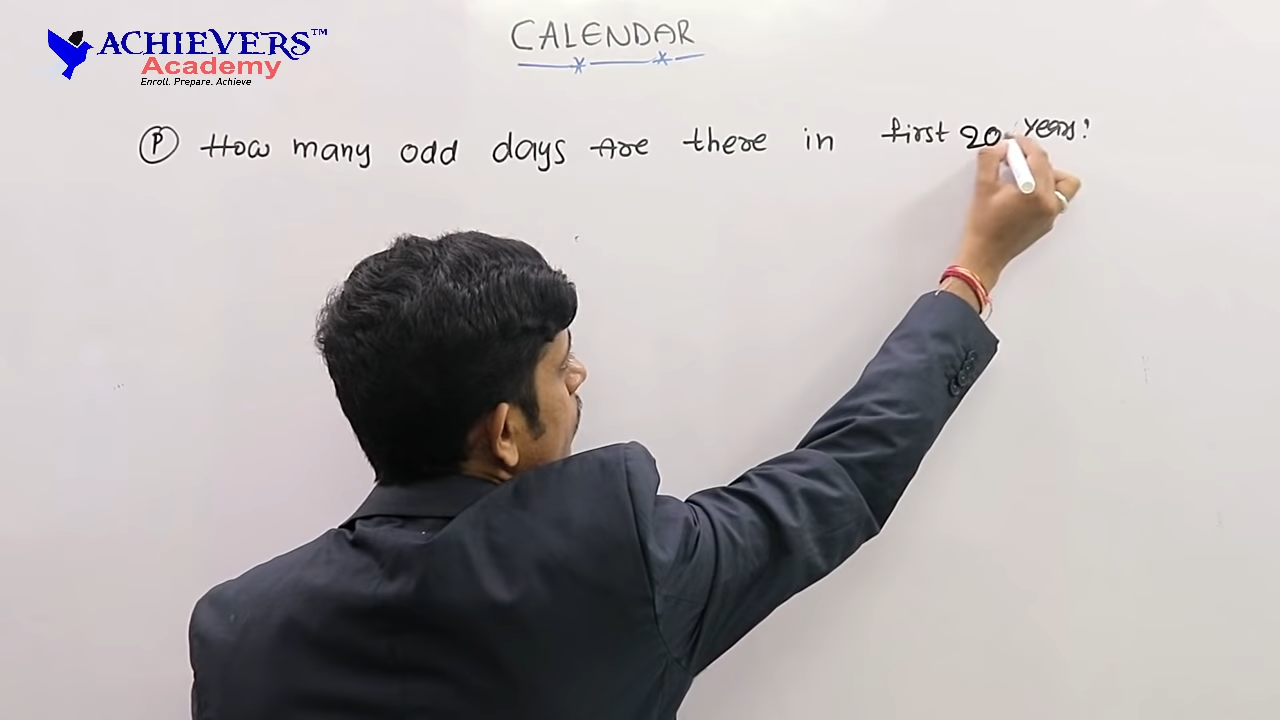 ACHIEVERS™
Academy
Enroll. Prepare. Achieve
CALENDAR
P How many odd days are there in first 20 years?